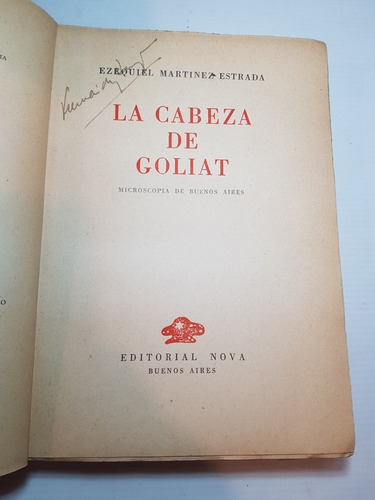 EZEQUIEL MARTINEZ ESTRADA
LA CABEZA
DE
GOLIAT
MICROSCOPIA DE BUENOS AIRES
EDITORIAL NOVA
BUENOS AIRES